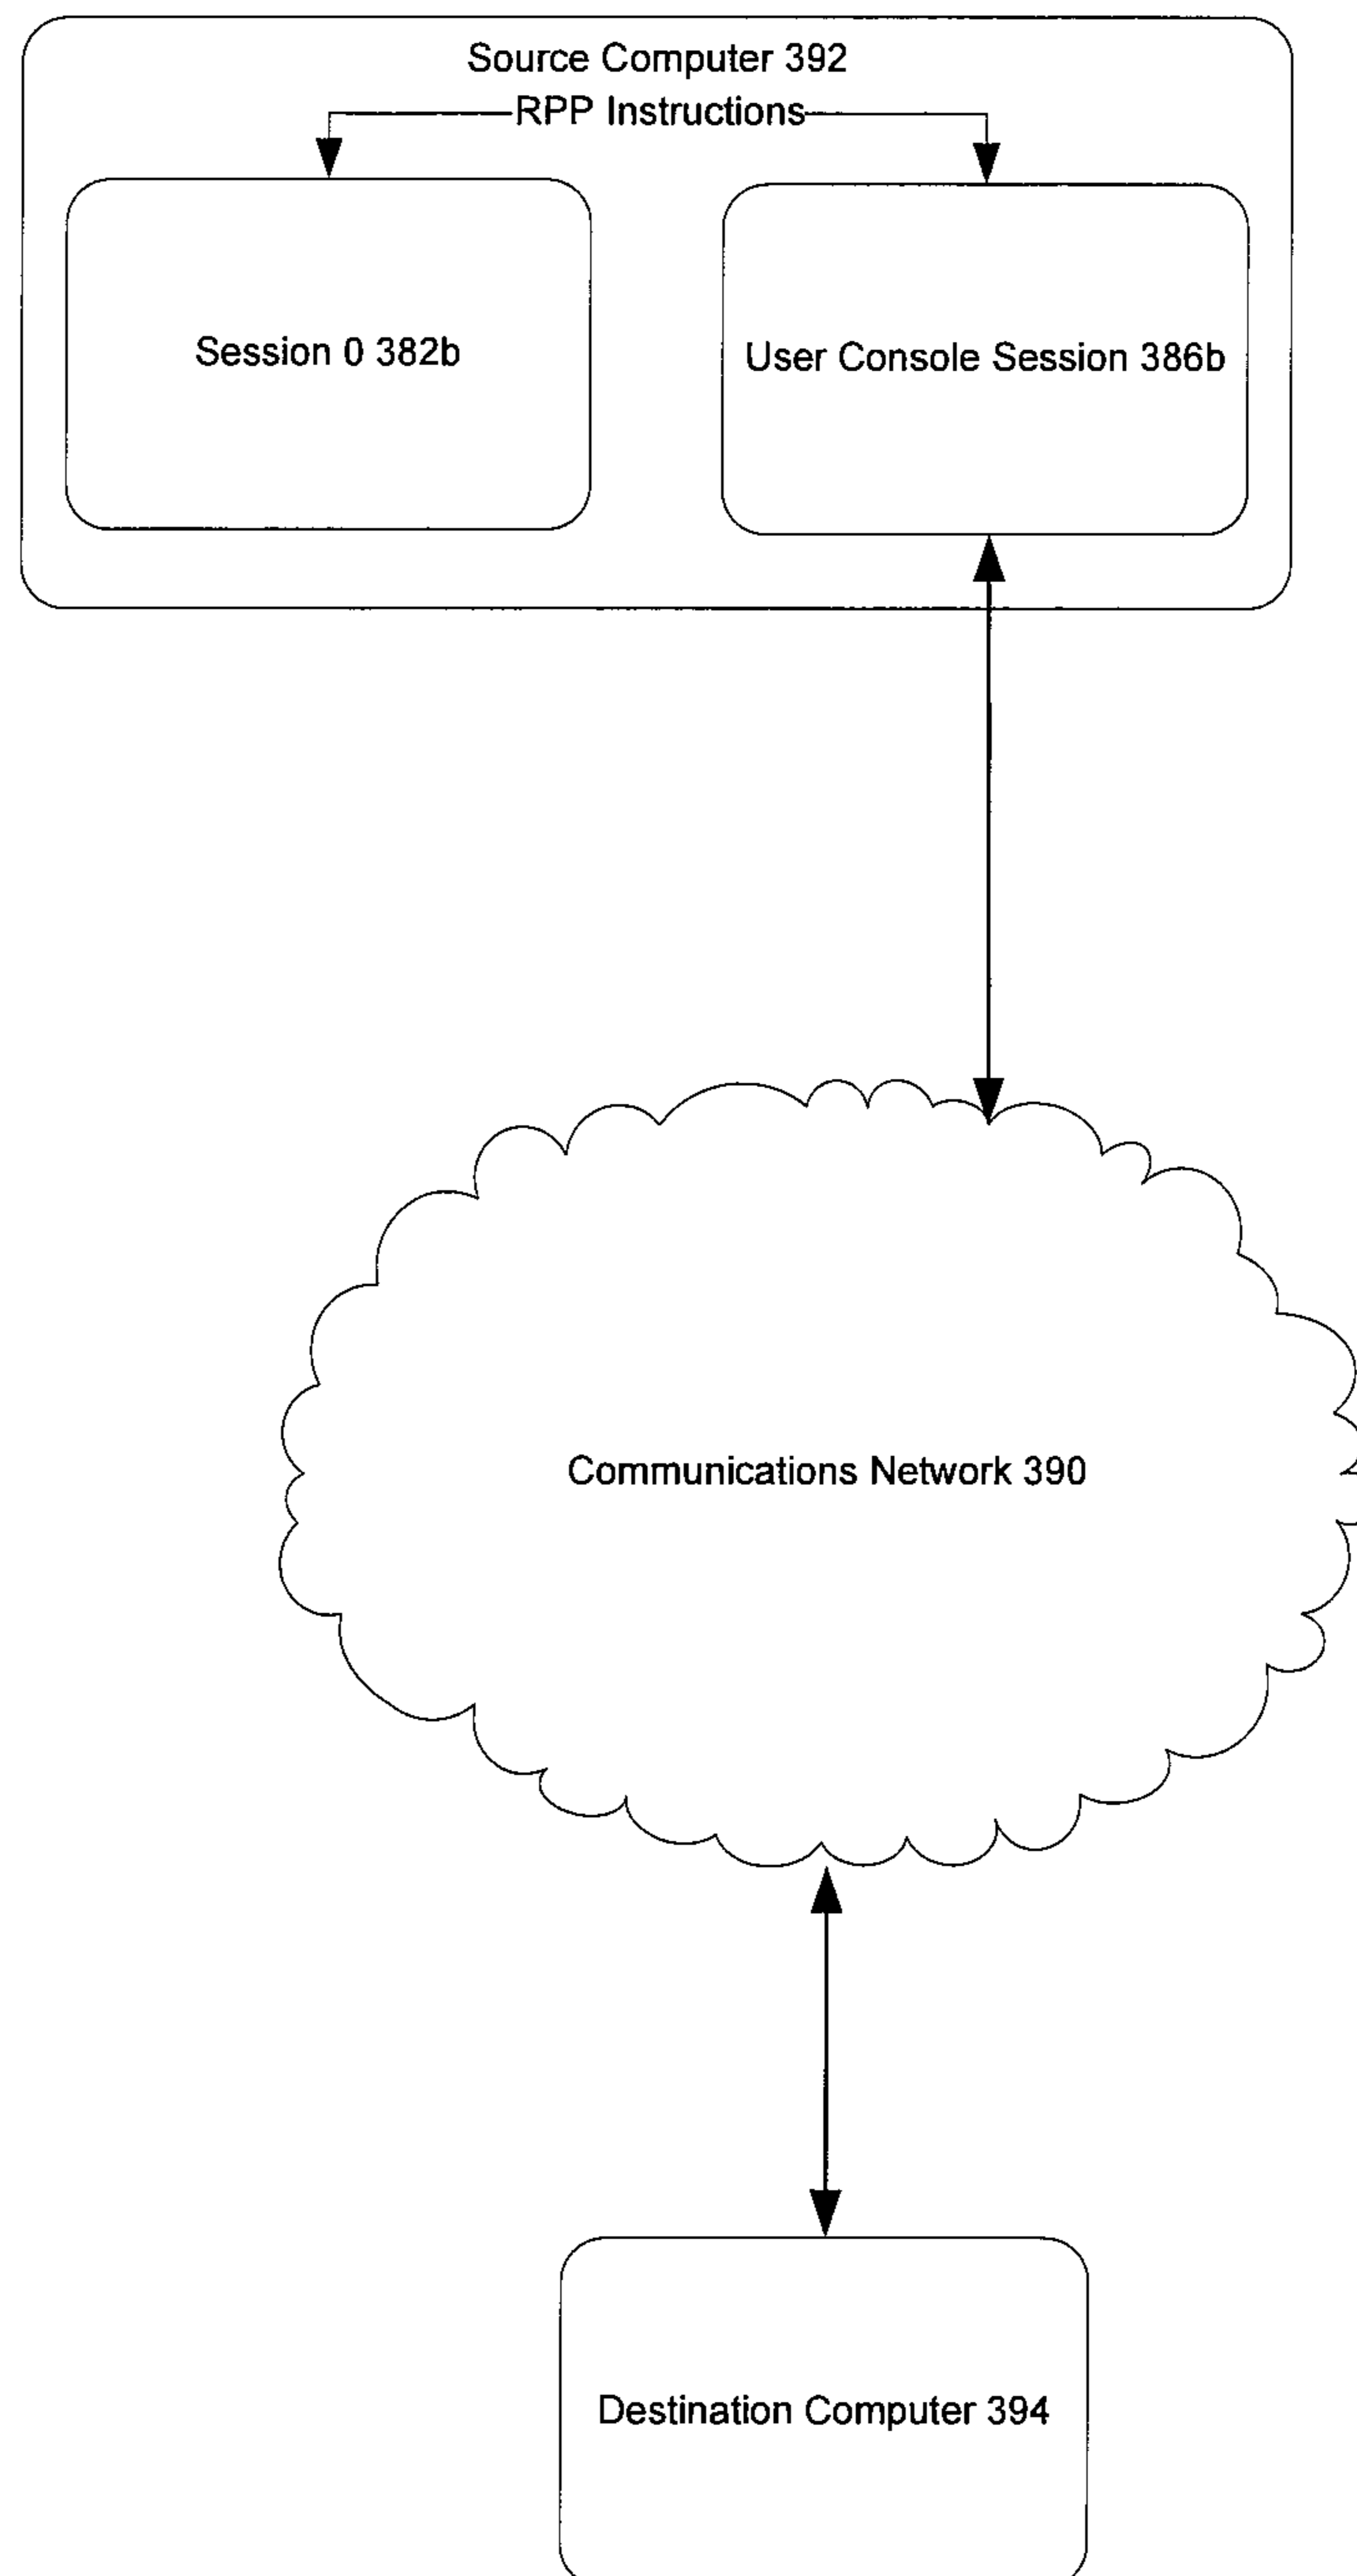 Source Computer 392
RPP Instructions
Session 0 382b
User Console Session 386b
Communications Network 390
Destination Computer 394